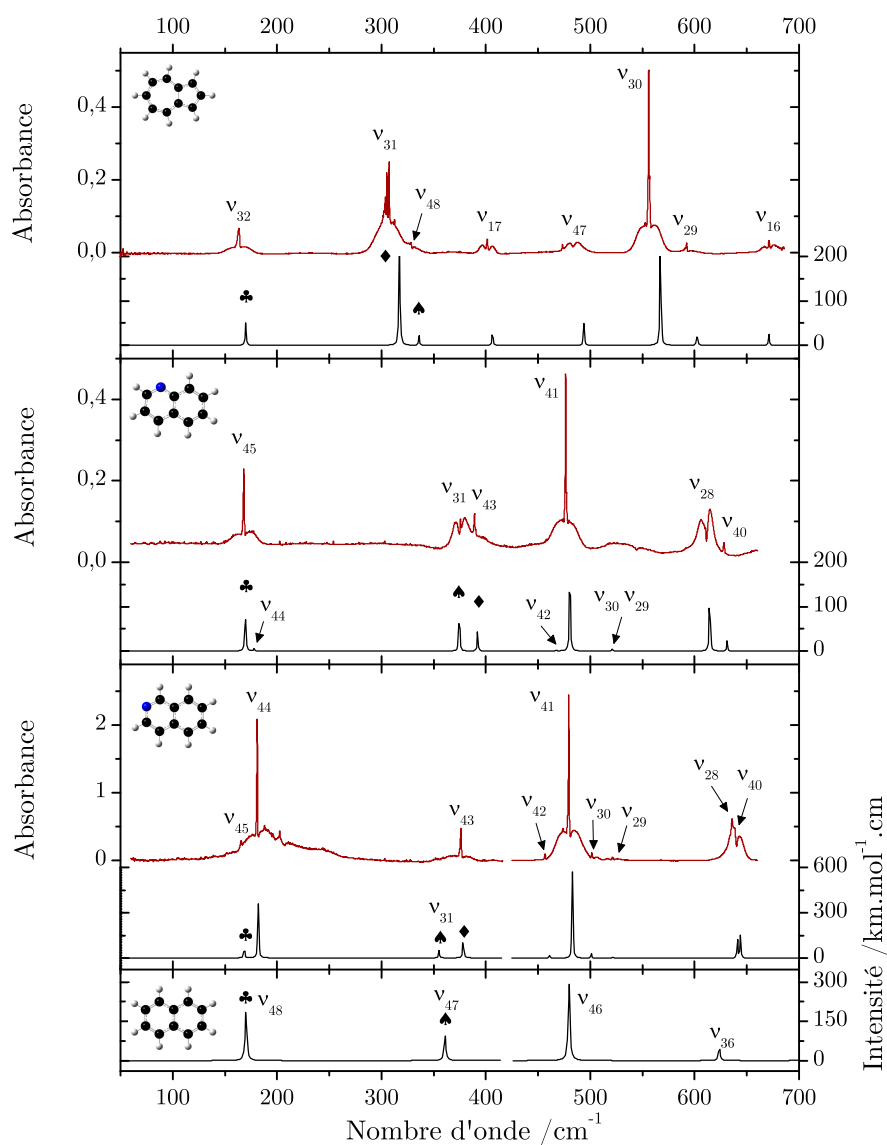 100 200 300 400 500 600 700
Absorbance
0,4
0,2
0,0
ν32
ν31
ν48
ν17
ν47
ν30
ν29
ν16
♦
♣
♠
200
100
0
Absorbance
0,4
0,2
0,0
ν45
ν31
ν43
ν41
ν28
ν40
♣
ν44
♠
♦
ν42
ν30 ν29
200
100
0
Absorbance
2
1
0
ν44
ν45
ν43
ν41
ν42
ν30
ν29
ν28
ν40
♣
ν31
♠
♦
600
300
0
♣
ν48
ν47
♠
ν46
ν36
300
150
0
Intensité /km.mol-1.cm
100 200 300 400 500 600 700
Nombre d'onde /cm-1